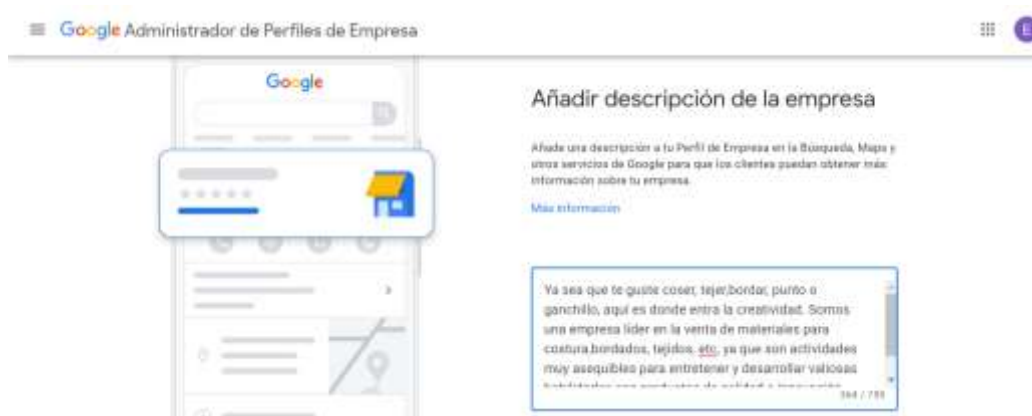 Google Administrador de Perfiles de Empresa
E
Google
Añadir descripción de la empresa
Añade una descripción a tu Perfil de Empresa en la Búsqueda, Maps y
otros servicios de Google para que los clientes puedan obtener más
información sobre tu empresa.
Más información
Ya sea que te guste coser, tejer,bordar, punto o
ganchillo, aquí es donde entra la creatividad. Somos
una empresa líder en la venta de materiales para
costura,bordados, tejidos, etc, ya que son actividades
muy asequibles para entretener y desarrollar valiosas